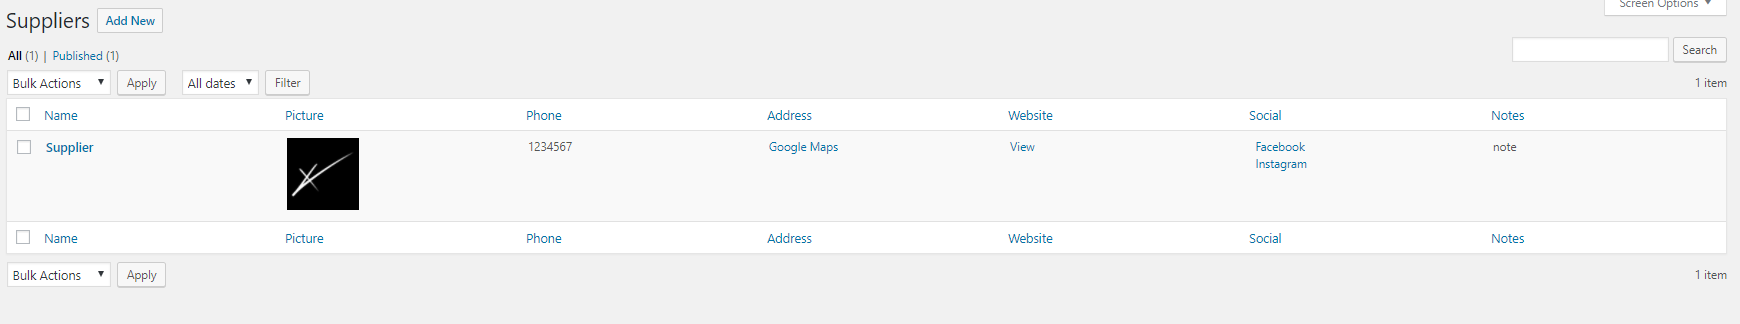 Suppliers Add New
Screen Options
All (1) | Published (1)
Search
Bulk Actions Apply All dates Filter 1 item
Name Picture Phone Address Website Social Notes
Supplier 1234567 Google Maps View Facebook note
Instagram
Name Picture Phone Address Website Social Notes
Bulk Actions Apply 1 item